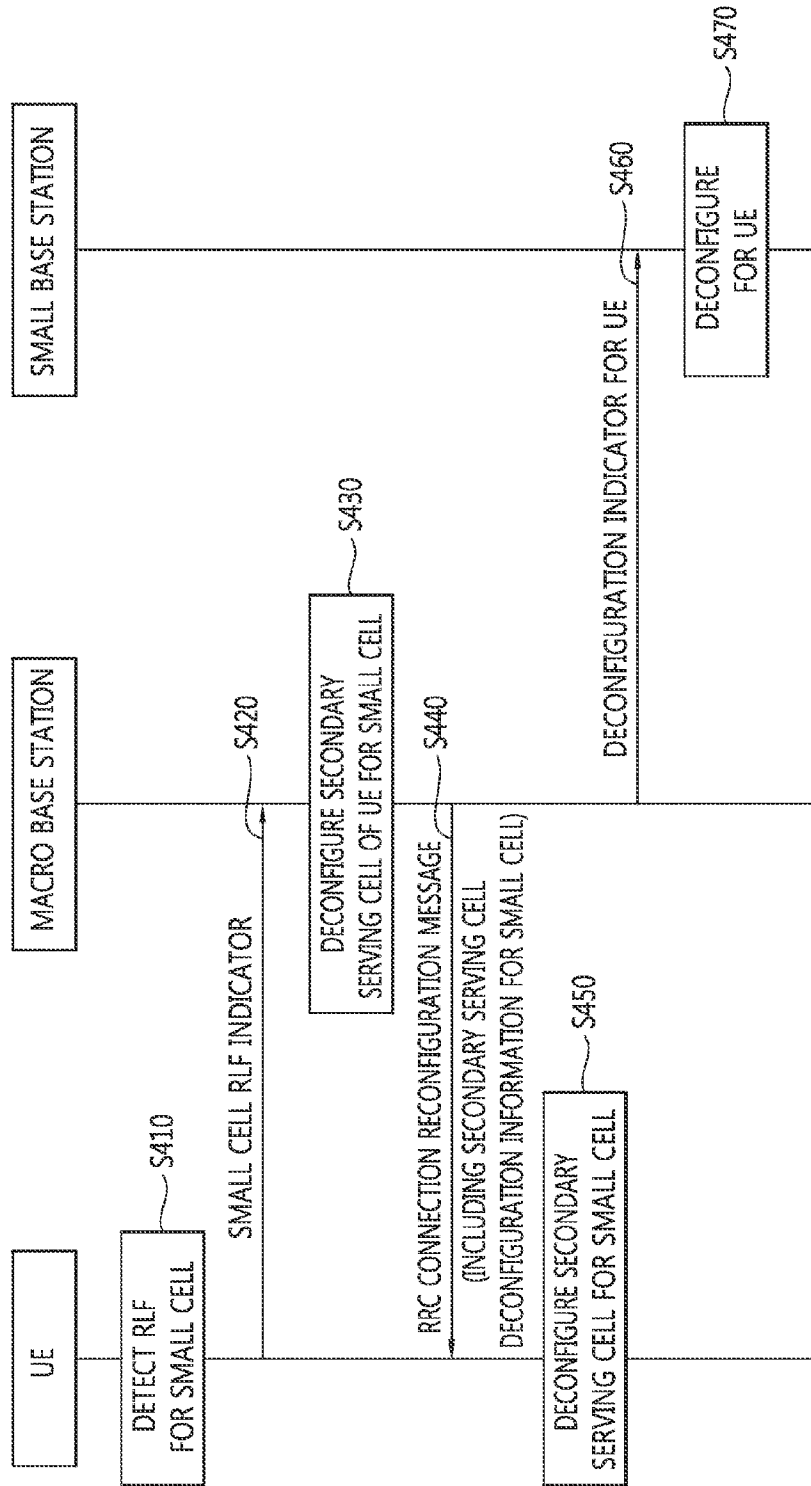 UE
MACRO BASE STATION
SMALL BASE STATION
DETECT RLF
FOR SMALL CELL
S410
SMALL CELL RLF INDICATOR
S420
DECONFIGURE SECONDARY
SERVING CELL OF UE FOR SMALL CELL
S430
RRC CONNECTION RECONFIGURATION MESSAGE
(INCLUDING SECONDARY SERVING CELL
DECONFIGURATION INFORMATION FOR SMALL CELL)
S440
DECONFIGURE SECONDARY
SERVING CELL FOR SMALL CELL
S450
DECONFIGURATION INDICATOR FOR UE
S460
DECONFIGURE
FOR UE
S470